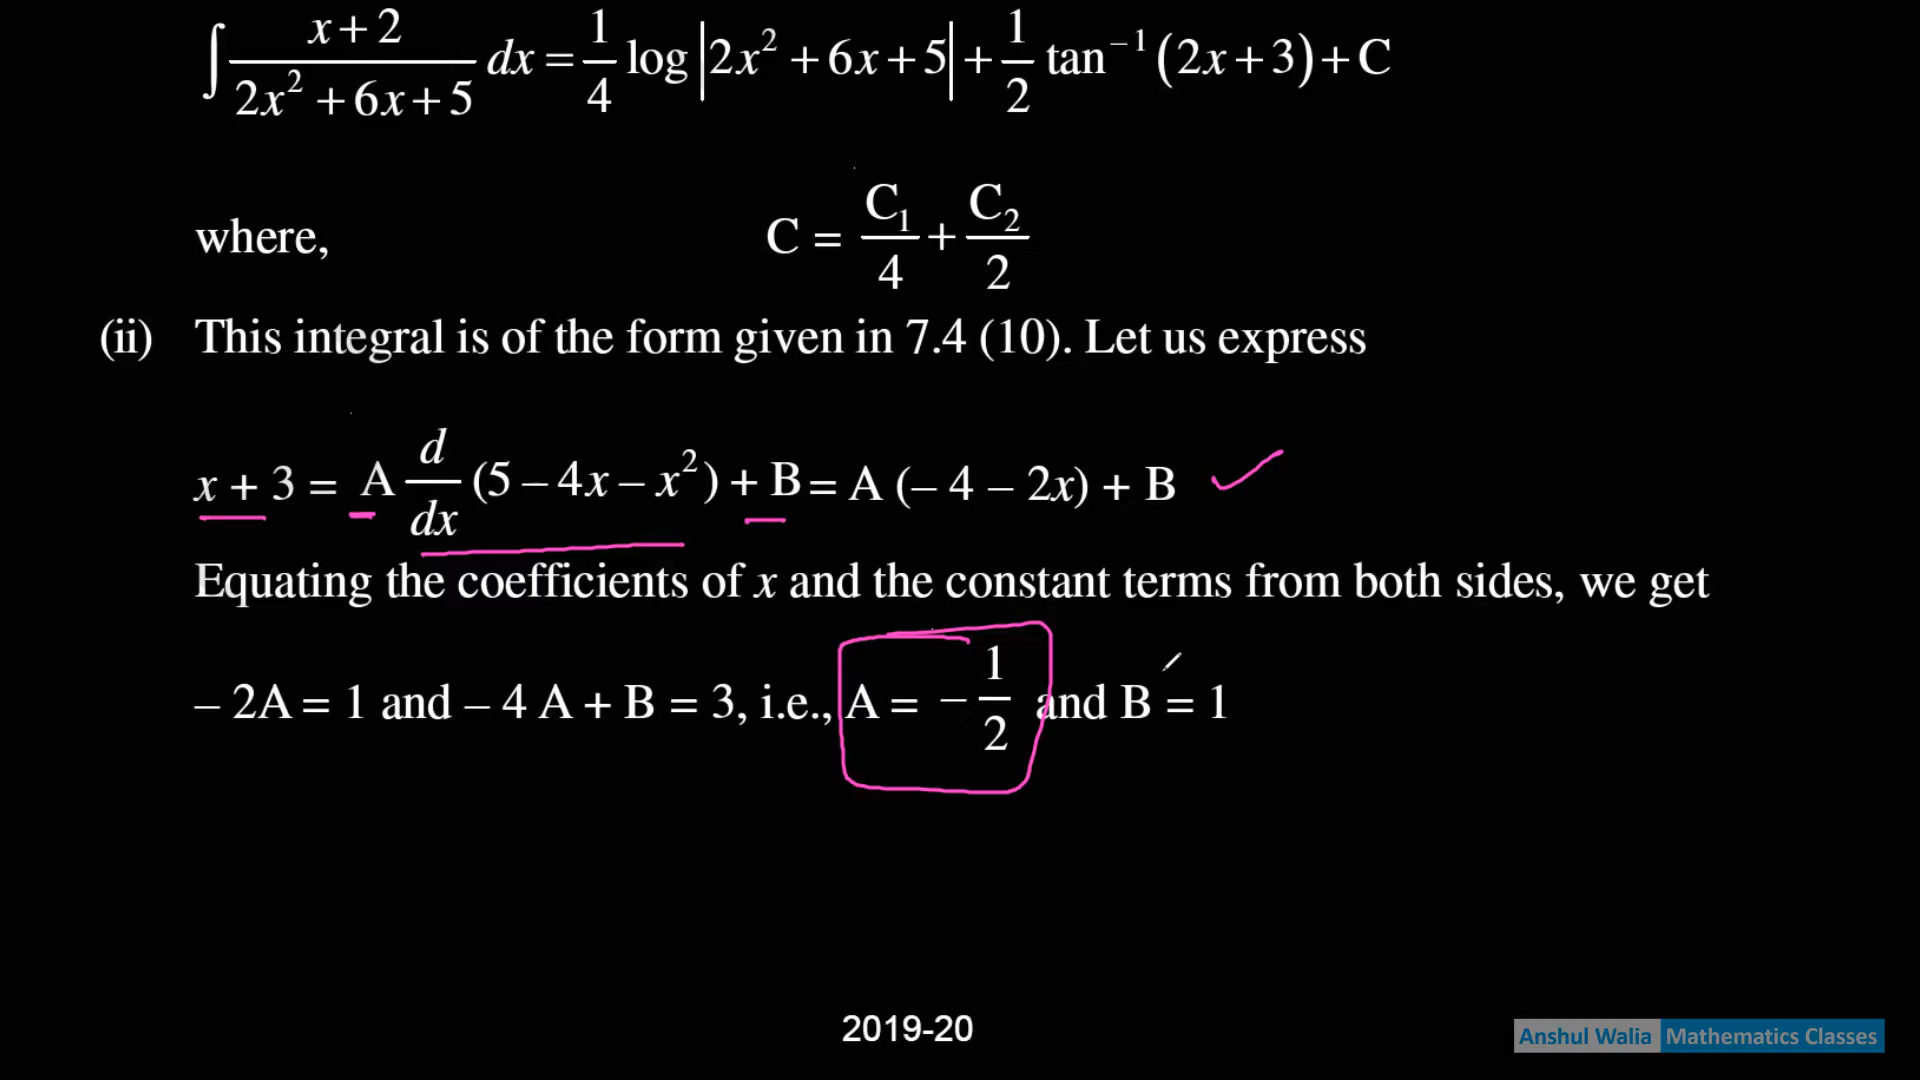 ∫ (x + 2)/(2x² + 6x + 5) dx = 1/4 log |2x² + 6x + 5| + 1/2 tan⁻¹ (2x + 3) + C
where, C = C₁/4 + C₂/2
(ii) This integral is of the form given in 7.4 (10). Let us express
x + 3 = A d/dx (5 – 4x – x²) + B = A (– 4 – 2x) + B
Equating the coefficients of x and the constant terms from both sides, we get
– 2A = 1 and – 4 A + B = 3, i.e., A = – 1/2 and B = 1
2019-20
Anshul Walia Mathematics Classes